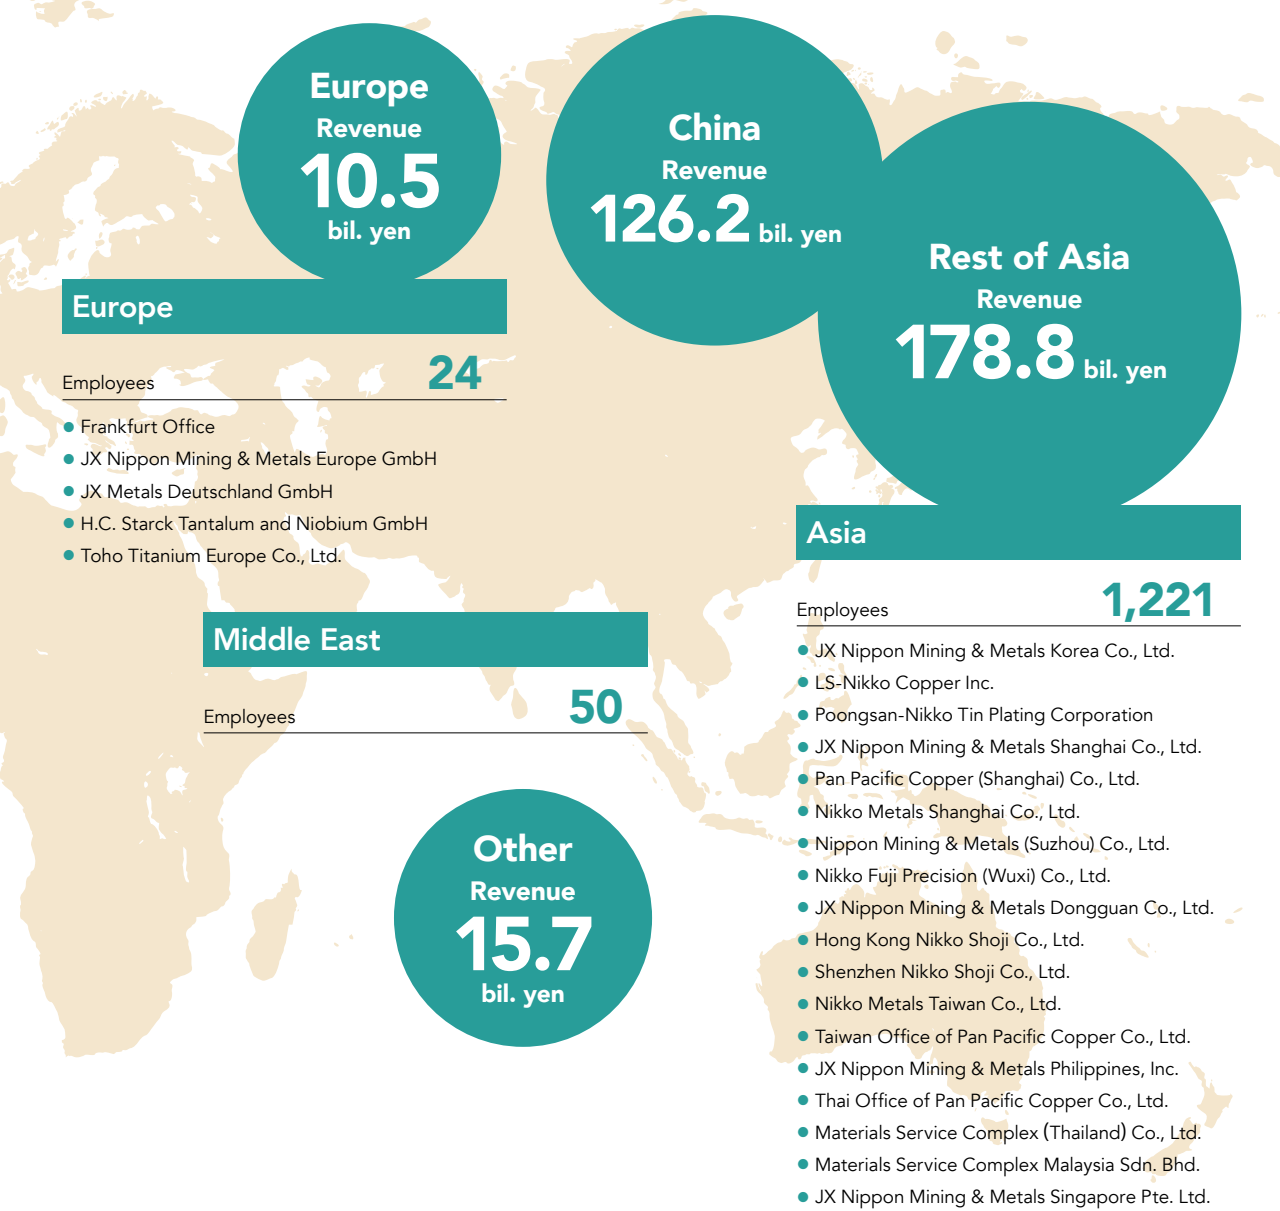 Europe
Revenue
10.5
bil. yen
China
Revenue
126.2 bil. yen
Rest of Asia
Revenue
178.8 bil. yen
Europe
Employees 24
● Frankfurt Office
● JX Nippon Mining & Metals Europe GmbH
● JX Metals Deutschland GmbH
● H.C. Starck Tantalum and Niobium GmbH
● Toho Titanium Europe Co., Ltd.
Middle East
Employees 50
Other
Revenue
15.7
bil. yen
Asia
Employees 1,221
● JX Nippon Mining & Metals Korea Co., Ltd.
● LS-Nikko Copper Inc.
● Poongsan-Nikko Tin Plating Corporation
● JX Nippon Mining & Metals Shanghai Co., Ltd.
● Pan Pacific Copper (Shanghai) Co., Ltd.
● Nikko Metals Shanghai Co., Ltd.
● Nippon Mining & Metals (Suzhou) Co., Ltd.
● Nikko Fuji Precision (Wuxi) Co., Ltd.
● JX Nippon Mining & Metals Dongguan Co., Ltd.
● Hong Kong Nikko Shoji Co., Ltd.
● Shenzhen Nikko Shoji Co., Ltd.
● Nikko Metals Taiwan Co., Ltd.
● Taiwan Office of Pan Pacific Copper Co., Ltd.
● JX Nippon Mining & Metals Philippines, Inc.
● Thai Office of Pan Pacific Copper Co., Ltd.
● Materials Service Complex (Thailand) Co., Ltd.
● Materials Service Complex Malaysia Sdn. Bhd.
● JX Nippon Mining & Metals Singapore Pte. Ltd.